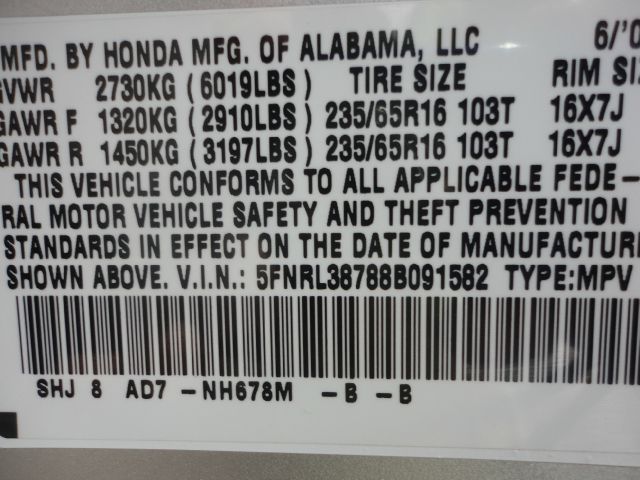 MFD. BY HONDA MFG. OF ALABAMA, LLC 6/'0
GVWR 2730KG (6019LBS) TIRE SIZE RIM SIZ
GAWR F 1320KG (2910LBS) 235/65R16 103T 16X7J
GAWR R 1450KG (3197LBS) 235/65R16 103T 16X7J
THIS VEHICLE CONFORMS TO ALL APPLICABLE FEDE-
RAL MOTOR VEHICLE SAFETY AND THEFT PREVENTION
STANDARDS IN EFFECT ON THE DATE OF MANUFACTURE
SHOWN ABOVE. V.I.N.: 5FNRL38788B091582 TYPE:MPV
SHJ 8 AD7 -NH678M -B -B